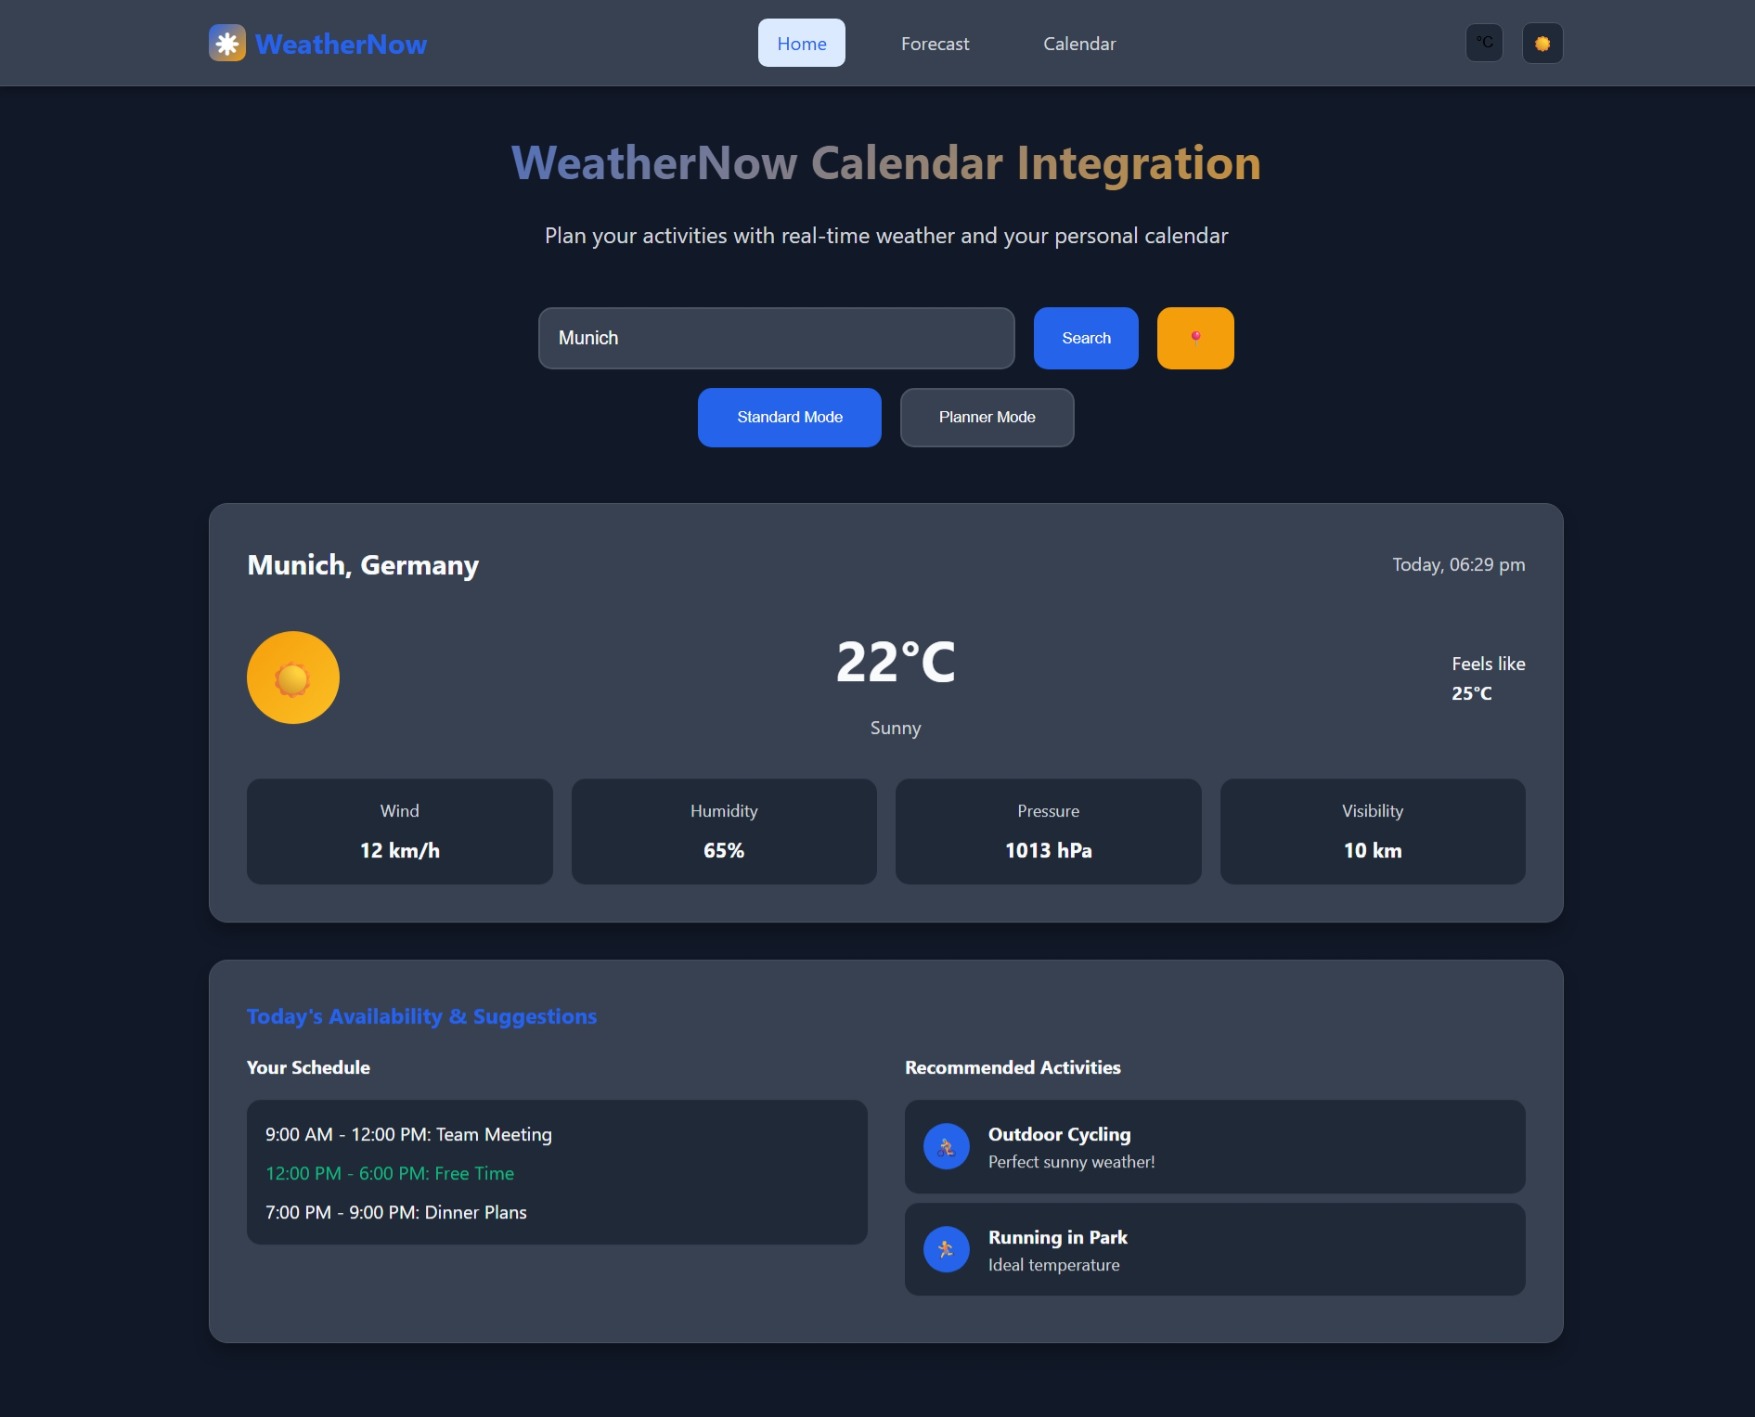 WeatherNow
Home
Forecast
Calendar
°C
WeatherNow Calendar Integration
Plan your activities with real-time weather and your personal calendar
Munich
Search
Standard Mode
Planner Mode
Munich, Germany
Today, 06:29 pm
22°C
Sunny
Feels like
25°C
Wind
12 km/h
Humidity
65%
Pressure
1013 hPa
Visibility
10 km
Today's Availability & Suggestions
Your Schedule
9:00 AM - 12:00 PM: Team Meeting
12:00 PM - 6:00 PM: Free Time
7:00 PM - 9:00 PM: Dinner Plans
Recommended Activities
Outdoor Cycling
Perfect sunny weather!
Running in Park
Ideal temperature